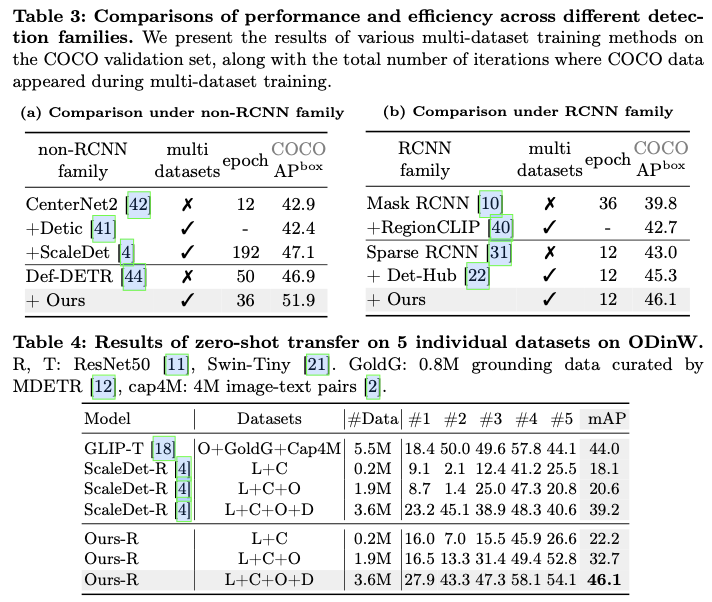 Table 3: Comparisons of performance and efficiency across different detec-
tion families. We present the results of various multi-dataset training methods on
the COCO validation set, along with the total number of iterations where COCO data
appeared during multi-dataset training.
(a) Comparison under non-RCNN family
non-RCNN family multi datasets epoch COCO APbox
CenterNet2 [42] ✗ 12 42.9
+Detic [41] ✓ - 42.4
+ScaleDet [4] ✓ 192 47.1
Def-DETR [44] ✗ 50 46.9
+ Ours ✓ 36 51.9
(b) Comparison under RCNN family
RCNN family multi datasets epoch COCO APbox
Mask RCNN [10] ✗ 36 39.8
+RegionCLIP [40] ✓ - 42.7
Sparse RCNN [31] ✗ 12 43.0
+ Det-Hub [22] ✓ 12 45.3
+ Ours ✓ 12 46.1
Table 4: Results of zero-shot transfer on 5 individual datasets on ODinW.
R, T: ResNet50 [11], Swin-Tiny [21]. GoldG: 0.8M grounding data curated by
MDETR [12], cap4M: 4M image-text pairs [2].
Model Datasets #Data #1 #2 #3 #4 #5 mAP
GLIP-T [18] O+GoldG+Cap4M 5.5M 18.4 50.0 49.6 57.8 44.1 44.0
ScaleDet-R [4] L+C 0.2M 9.1 2.1 12.4 41.2 25.5 18.1
ScaleDet-R [4] L+C+O 1.9M 8.7 1.4 25.0 47.3 20.8 20.6
ScaleDet-R [4] L+C+O+D 3.6M 23.2 45.1 38.9 48.3 40.6 39.2
Ours-R L+C 0.2M 16.0 7.0 15.5 45.9 26.6 22.2
Ours-R L+C+O 1.9M 16.5 13.3 31.4 49.4 52.8 32.7
Ours-R L+C+O+D 3.6M 27.9 43.3 47.3 58.1 54.1 46.1